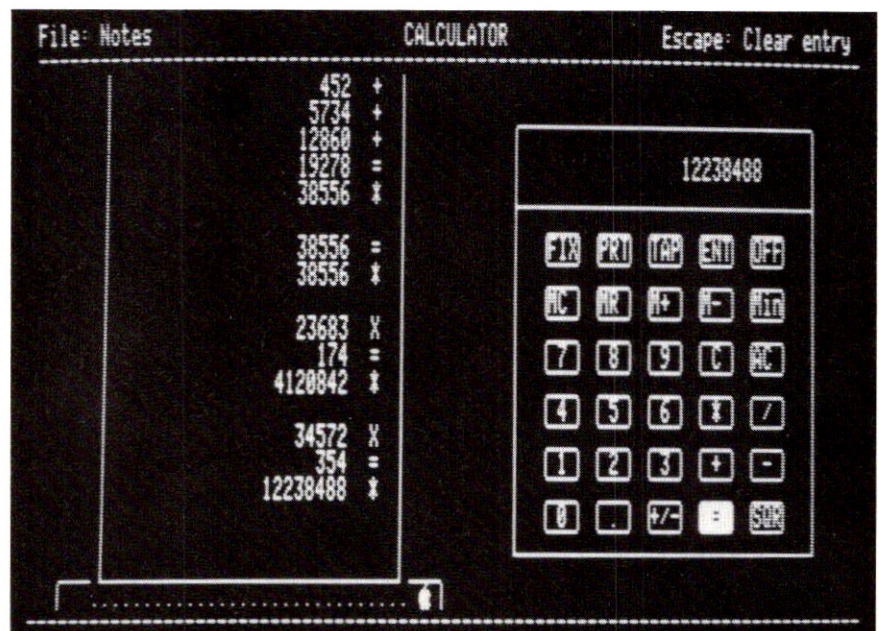 File: Notes CALCULATOR Escape: Clear entry
452 +
5734 +
12860 +
19278 =
38556 *
38556 =
38556 *
23683 X
174 =
4120842 *
34572 X
354 =
12238488 *
12238488
FIX PRT TAP ENT OFF
MC MR M+ M- Min
7 8 9 C AC
4 5 6 * /
1 2 3 + -
0 . +/- = SQR